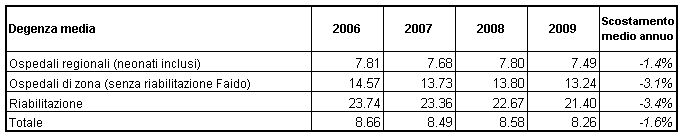 Degenza media 2006 2007 2008 2009 Scostamento medio annuo
Ospedali regionali (neonati inclusi) 7.81 7.68 7.80 7.49 -1.4%
Ospedali di zona (senza riabilitazione Faido) 14.57 13.73 13.80 13.24 -3.1%
Riabilitazione 23.74 23.36 22.67 21.40 -3.4%
Totale 8.66 8.49 8.58 8.26 -1.6%